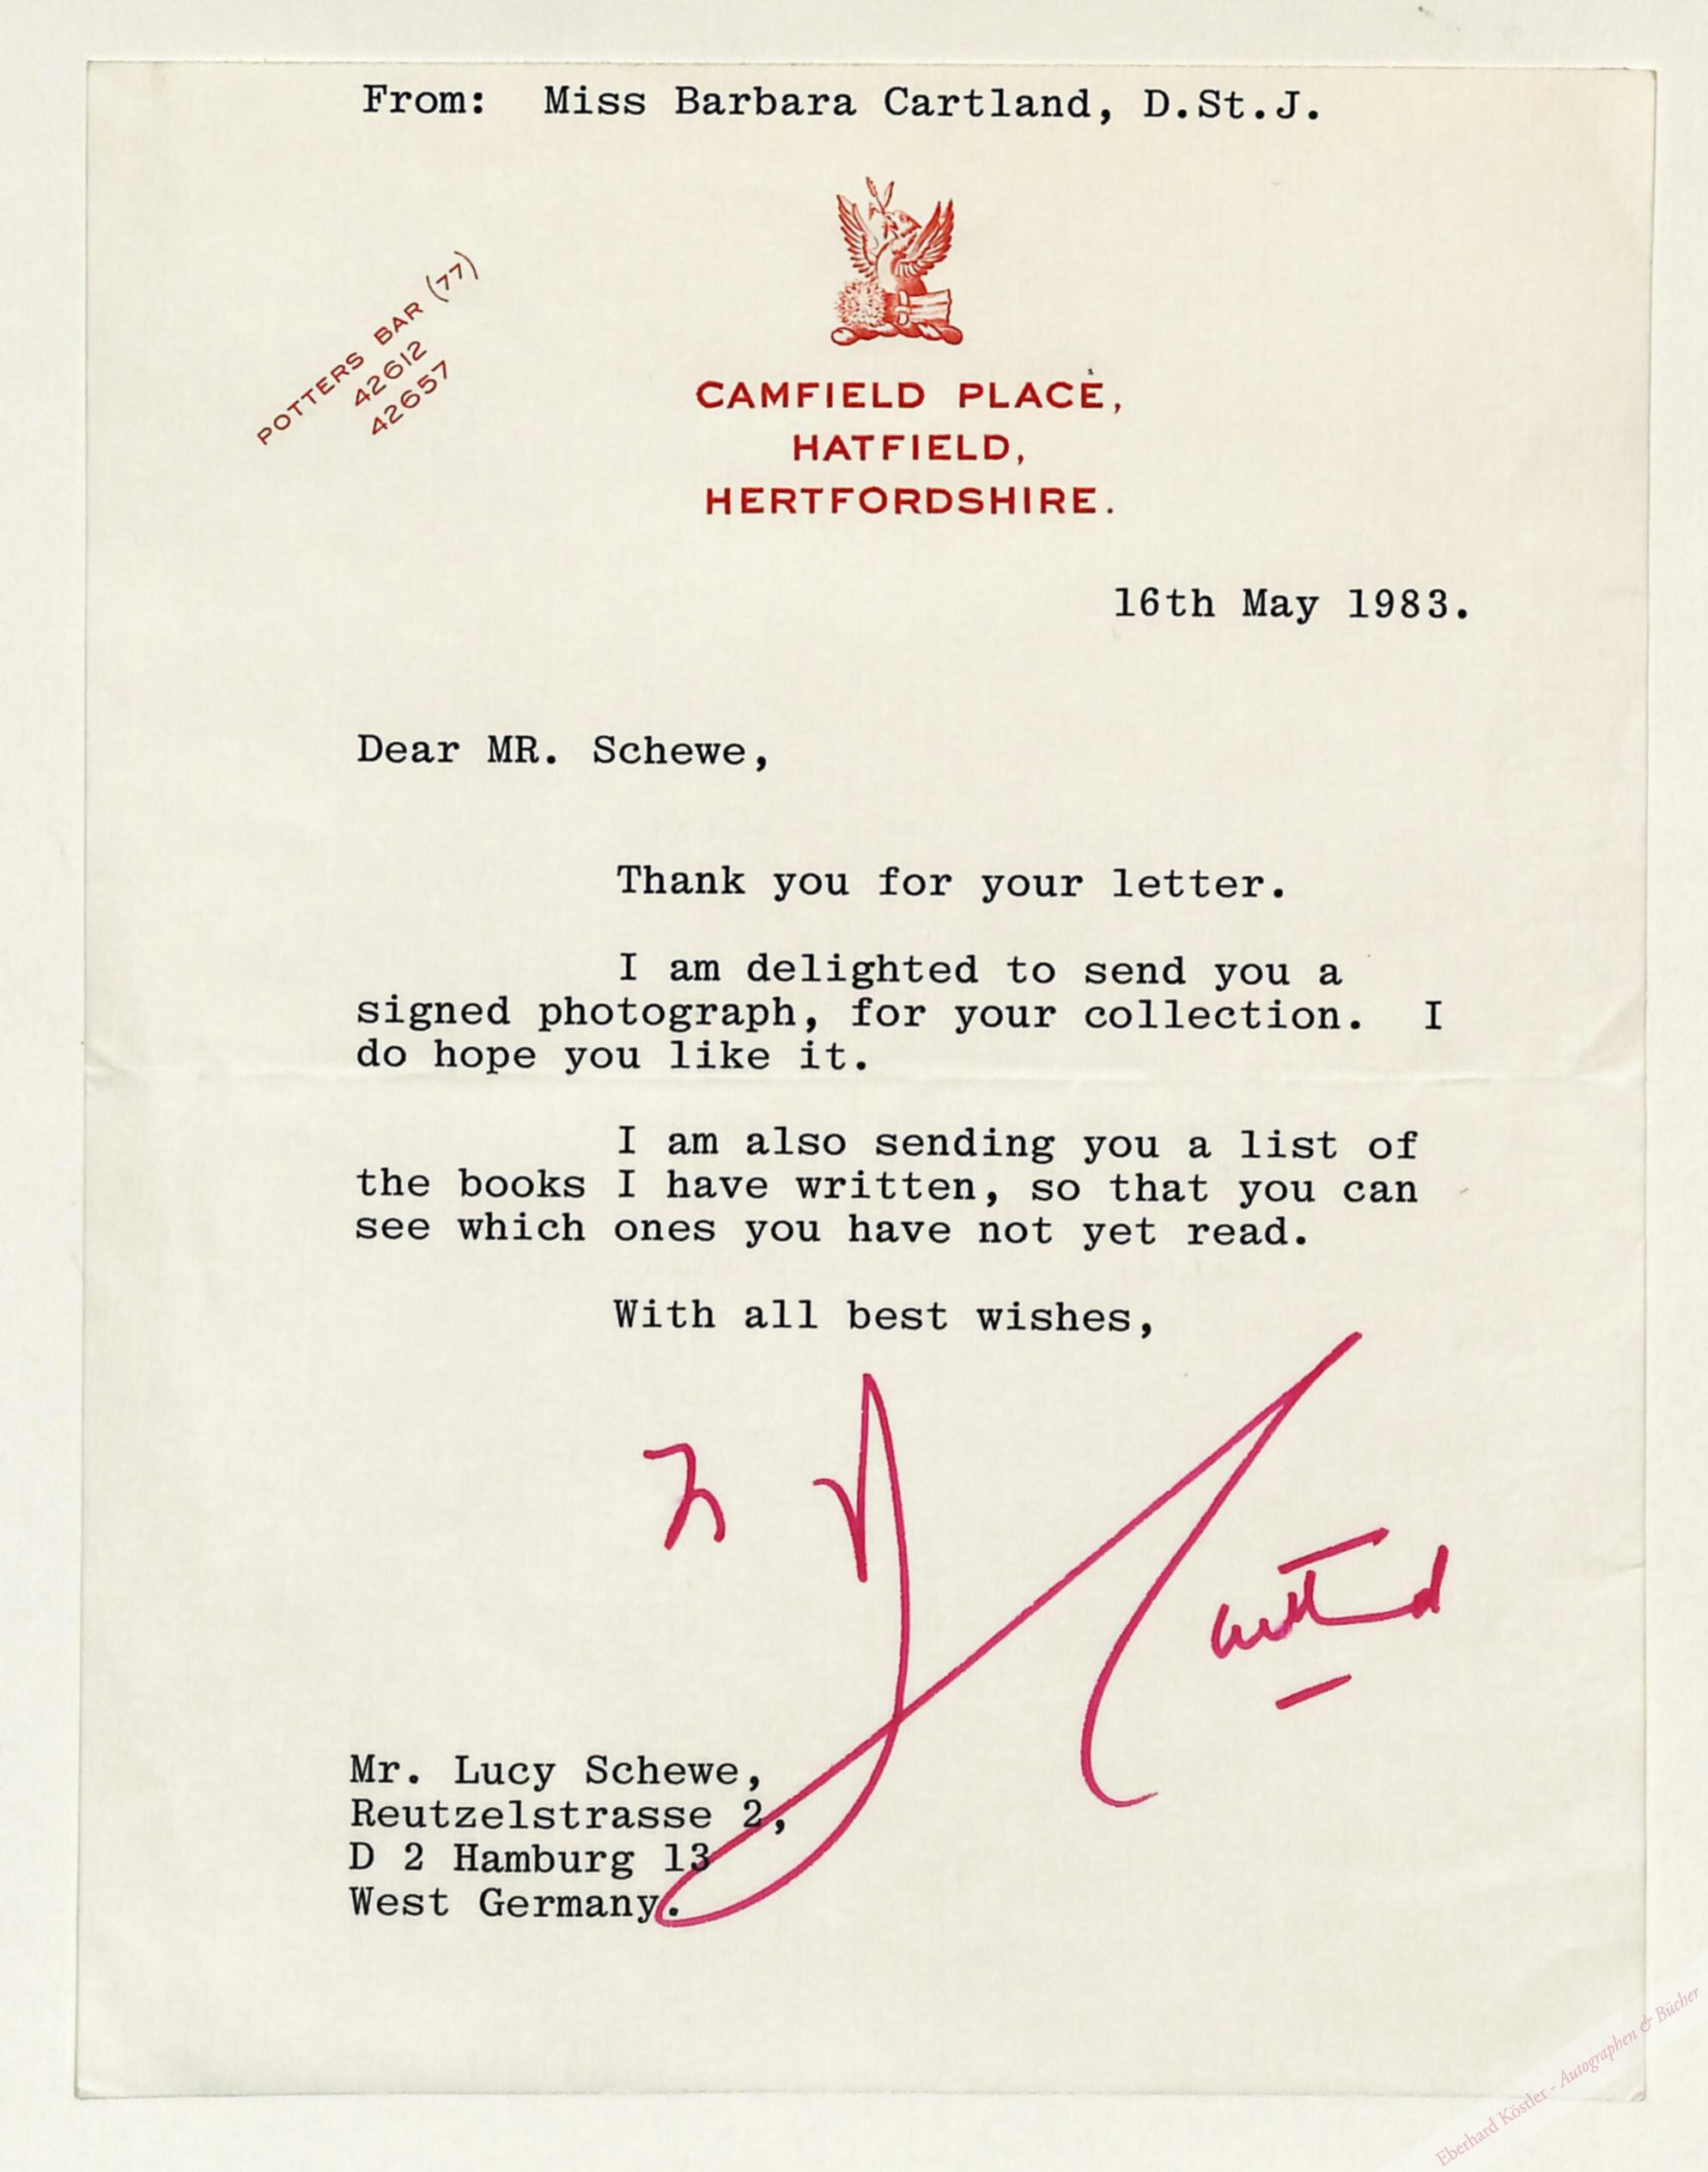 From: Miss Barbara Cartland, D.St.J.
POTTERS BAR (77)
42612
42657
CAMFIELD PLACE,
HATFIELD,
HERTFORDSHIRE.
16th May 1983.
Dear MR. Schewe,
Thank you for your letter.
I am delighted to send you a
signed photograph, for your collection. I
do hope you like it.
I am also sending you a list of
the books I have written, so that you can
see which ones you have not yet read.
With all best wishes,
Mr. Lucy Schewe,
Reutzelstrasse 2,
D 2 Hamburg 13
West Germany.
Eberhard Köstler - Autographen & Bücher